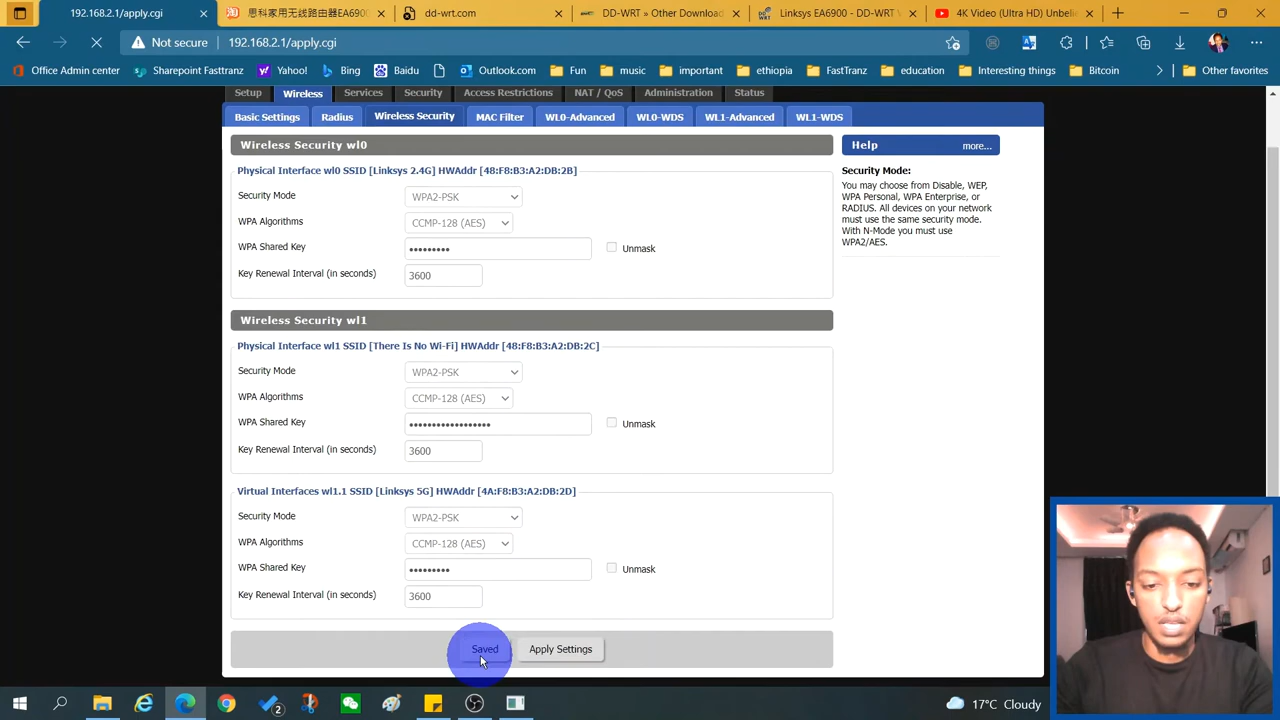 192.168.2.1/apply.cgi
思科家用无线路由器EA6900
dd-wrt.com
DD-WRT » Other Download
Linksys EA6900 - DD-WRT
4K Video (Ultra HD) Unbeli
Not secure
192.168.2.1/apply.cgi
Office Admin center
Sharepoint Fasttranz
Yahoo!
Bing
Baidu
Outlook.com
Fun
music
important
ethiopia
FasTranz
education
Interesting things
Bitcoin
Other favorites
Setup
Wireless
Services
Security
Access Restrictions
NAT / QoS
Administration
Status
Basic Settings
Radius
Wireless Security
MAC Filter
WL0-Advanced
WL0-WDS
WL1-Advanced
WL1-WDS
Wireless Security wl0
Physical Interface wl0 SSID [Linksys 2.4G] HWAddr [48:F8:B3:A2:DB:2B]
Security Mode
WPA2-PSK
WPA Algorithms
CCMP-128 (AES)
WPA Shared Key
•••••••••
Unmask
Key Renewal Interval (in seconds)
3600
Wireless Security wl1
Physical Interface wl1 SSID [There Is No Wi-Fi] HWAddr [48:F8:B3:A2:DB:2C]
Security Mode
WPA2-PSK
WPA Algorithms
CCMP-128 (AES)
WPA Shared Key
••••••••••••••••••
Unmask
Key Renewal Interval (in seconds)
3600
Virtual Interfaces wl1.1 SSID [Linksys 5G] HWAddr [4A:F8:B3:A2:DB:2D]
Security Mode
WPA2-PSK
WPA Algorithms
CCMP-128 (AES)
WPA Shared Key
•••••••••
Unmask
Key Renewal Interval (in seconds)
3600
Saved
Apply Settings
Help
more...
Security Mode:
You may choose from Disable, WEP,
WPA Personal, WPA Enterprise, or
RADIUS. All devices on your network
must use the same security mode.
With N-Mode you must use
WPA2/AES.
2
17°C Cloudy